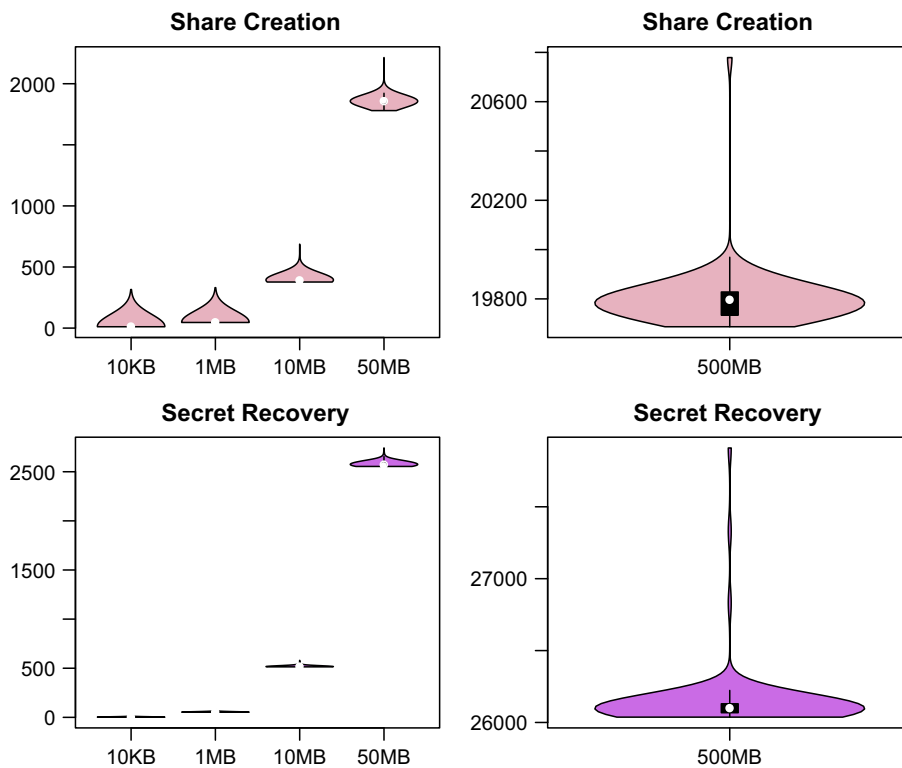 Share Creation
2000
1000
500
0
10KB 1MB 10MB 50MB
Share Creation
20600
20200
19800
500MB
Secret Recovery
2500
1500
500
0
10KB 1MB 10MB 50MB
Secret Recovery
27000
26000
500MB